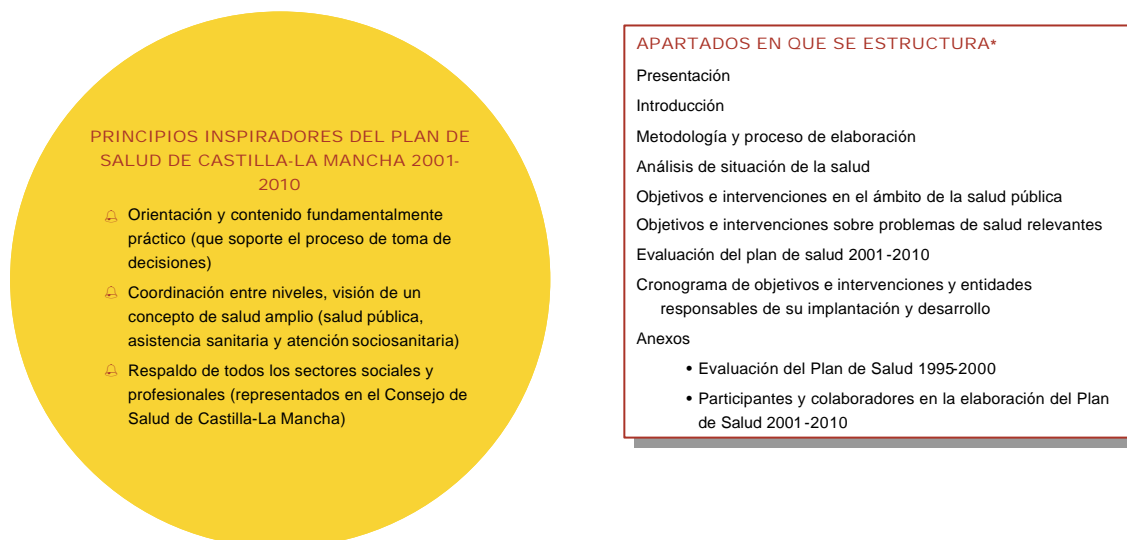 PRINCIPIOS INSPIRADORES DEL PLAN DE
SALUD DE CASTILLA-LA MANCHA 2001-
2010
Orientación y contenido fundamentalmente
práctico (que soporte el proceso de toma de
decisiones)
Coordinación entre niveles, visión de un
concepto de salud amplio (salud pública,
asistencia sanitaria y atención sociosanitaria)
Respaldo de todos los sectores sociales y
profesionales (representados en el Consejo de
Salud de Castilla-La Mancha)
APARTADOS EN QUE SE ESTRUCTURA*
Presentación
Introducción
Metodología y proceso de elaboración
Análisis de situación de la salud
Objetivos e intervenciones en el ámbito de la salud pública
Objetivos e intervenciones sobre problemas de salud relevantes
Evaluación del plan de salud 2001-2010
Cronograma de objetivos e intervenciones y entidades
responsables de su implantación y desarrollo
Anexos
• Evaluación del Plan de Salud 1995-2000
• Participantes y colaboradores en la elaboración del Plan
de Salud 2001-2010